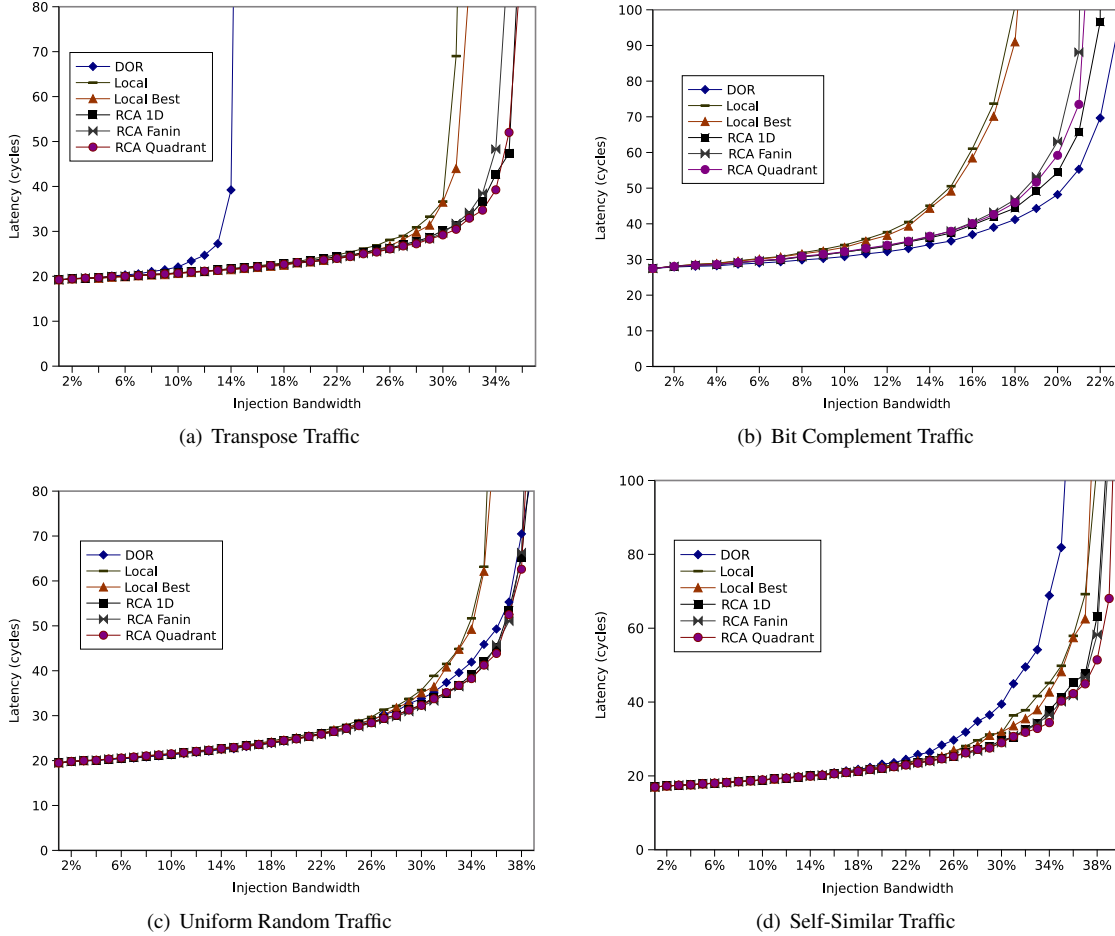 80
70
60
50
40
30
20
10
0
Latency (cycles)
DOR
Local
Local Best
RCA 1D
RCA Fanin
RCA Quadrant
2% 6% 10% 14% 18% 22% 26% 30% 34%
Injection Bandwidth
(a) Transpose Traffic
100
90
80
70
60
50
40
30
20
10
0
Latency (cycles)
DOR
Local
Local Best
RCA 1D
RCA Fanin
RCA Quadrant
2% 4% 6% 8% 10% 12% 14% 16% 18% 20% 22%
Injection Bandwidth
(b) Bit Complement Traffic
80
70
60
50
40
30
20
10
0
Latency (cycles)
DOR
Local
Local Best
RCA 1D
RCA Fanin
RCA Quadrant
2% 6% 10% 14% 18% 22% 26% 30% 34% 38%
Injection Bandwidth
(c) Uniform Random Traffic
100
80
60
40
20
0
Latency (cycles)
DOR
Local
Local Best
RCA 1D
RCA Fanin
RCA Quadrant
2% 6% 10% 14% 18% 22% 26% 30% 34% 38%
Injection Bandwidth
(d) Self-Similar Traffic